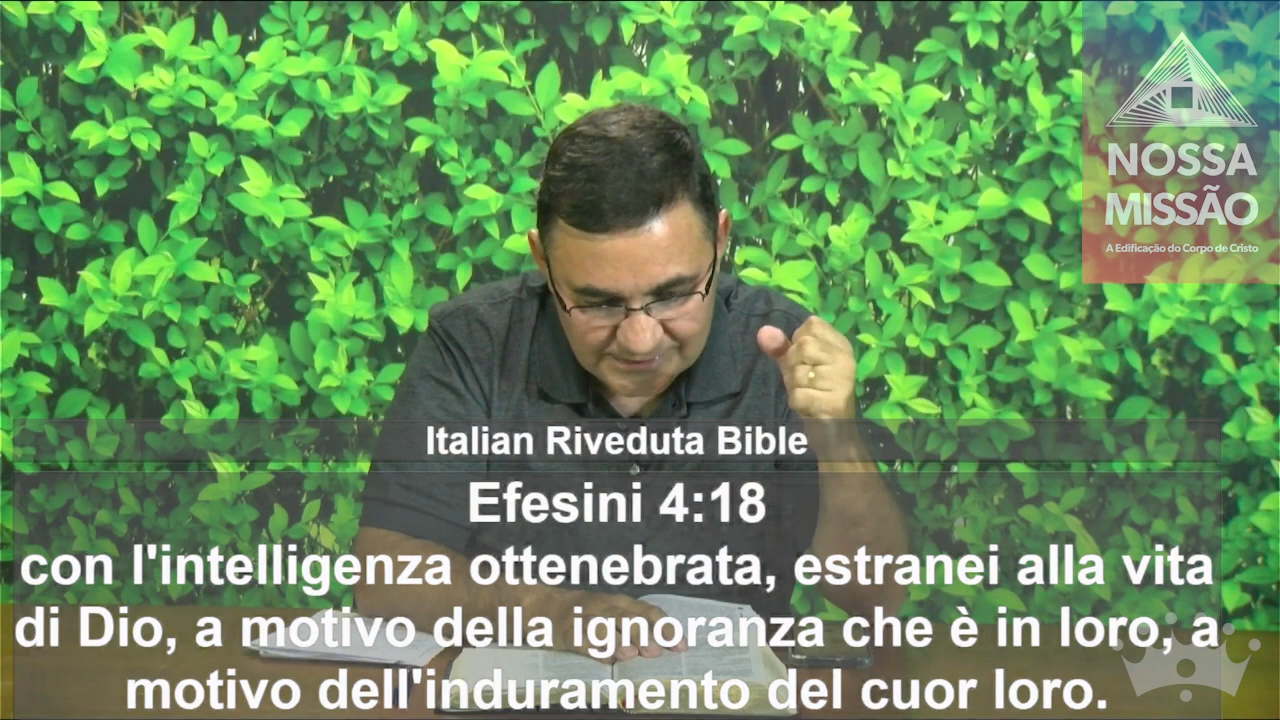 NOSSA
MISSÃO
A Edificação do Corpo de Cristo
Italian Riveduta Bible
Efesini 4:18
con l'intelligenza ottenebrata, estranei alla vita
di Dio, a motivo della ignoranza che è in loro, a
motivo dell'induramento del cuor loro.